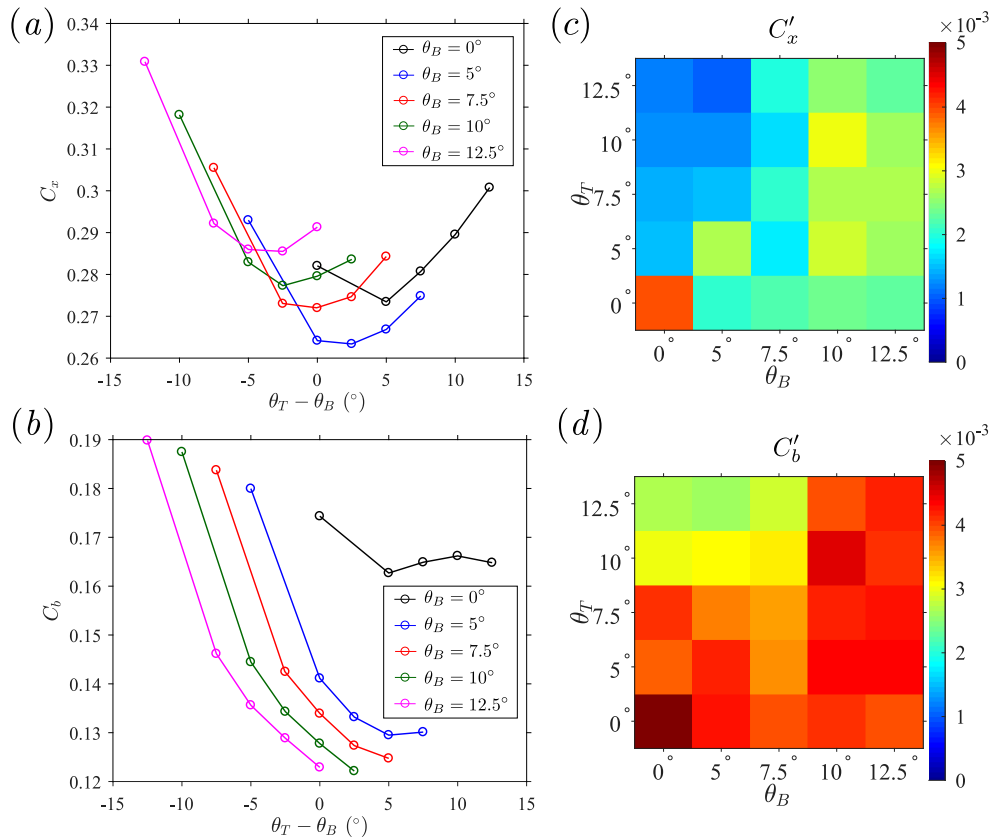 (a)
0.34
0.33
0.32
0.31
0.3
0.29
0.28
0.27
0.26
C_x
-15 -10 -5 0 5 10 15
θ_T − θ_B (°)
θ_B = 0°
θ_B = 5°
θ_B = 7.5°
θ_B = 10°
θ_B = 12.5°
(c)
C′_x
×10⁻³
12.5°
10°
7.5°
5°
0°
θ_T
0° 5° 7.5° 10° 12.5°
θ_B
5
4
3
2
1
0
(b)
0.19
0.18
0.17
0.16
0.15
0.14
0.13
0.12
C_b
-15 -10 -5 0 5 10 15
θ_T − θ_B (°)
θ_B = 0°
θ_B = 5°
θ_B = 7.5°
θ_B = 10°
θ_B = 12.5°
(d)
C′_b
×10⁻³
12.5°
10°
7.5°
5°
0°
θ_T
0° 5° 7.5° 10° 12.5°
θ_B
5
4
3
2
1
0